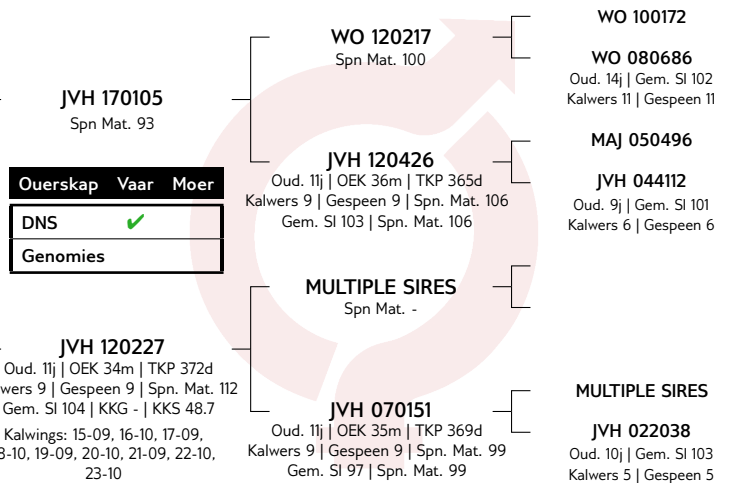 JVH 170105
Spn Mat. 93
WO 120217
Spn Mat. 100
WO 100172
WO 080686
Oud. 14j | Gem. SI 102
Kalwers 11 | Gespeen 11
JVH 120426
Oud. 11j | OEK 36m | TKP 365d
Kalwers 9 | Gespeen 9 | Spn. Mat. 106
Gem. SI 103 | Spn. Mat. 106
MAJ 050496
JVH 044112
Oud. 9j | Gem. SI 101
Kalwers 6 | Gespeen 6
Ouerskap Vaar Moer
DNS ✔
Genomies
JVH 120227
Oud. 11j | OEK 34m | TKP 372d
wers 9 | Gespeen 9 | Spn. Mat. 112
Gem. SI 104 | KKG - | KKS 48.7
Kalwings: 15-09, 16-10, 17-09,
8-10, 19-09, 20-10, 21-09, 22-10,
23-10
MULTIPLE SIRES
Spn Mat. -
JVH 070151
Oud. 11j | OEK 35m | TKP 369d
Kalwers 9 | Gespeen 9 | Spn. Mat. 99
Gem. SI 97 | Spn. Mat. 99
MULTIPLE SIRES
JVH 022038
Oud. 10j | Gem. SI 103
Kalwers 5 | Gespeen 5